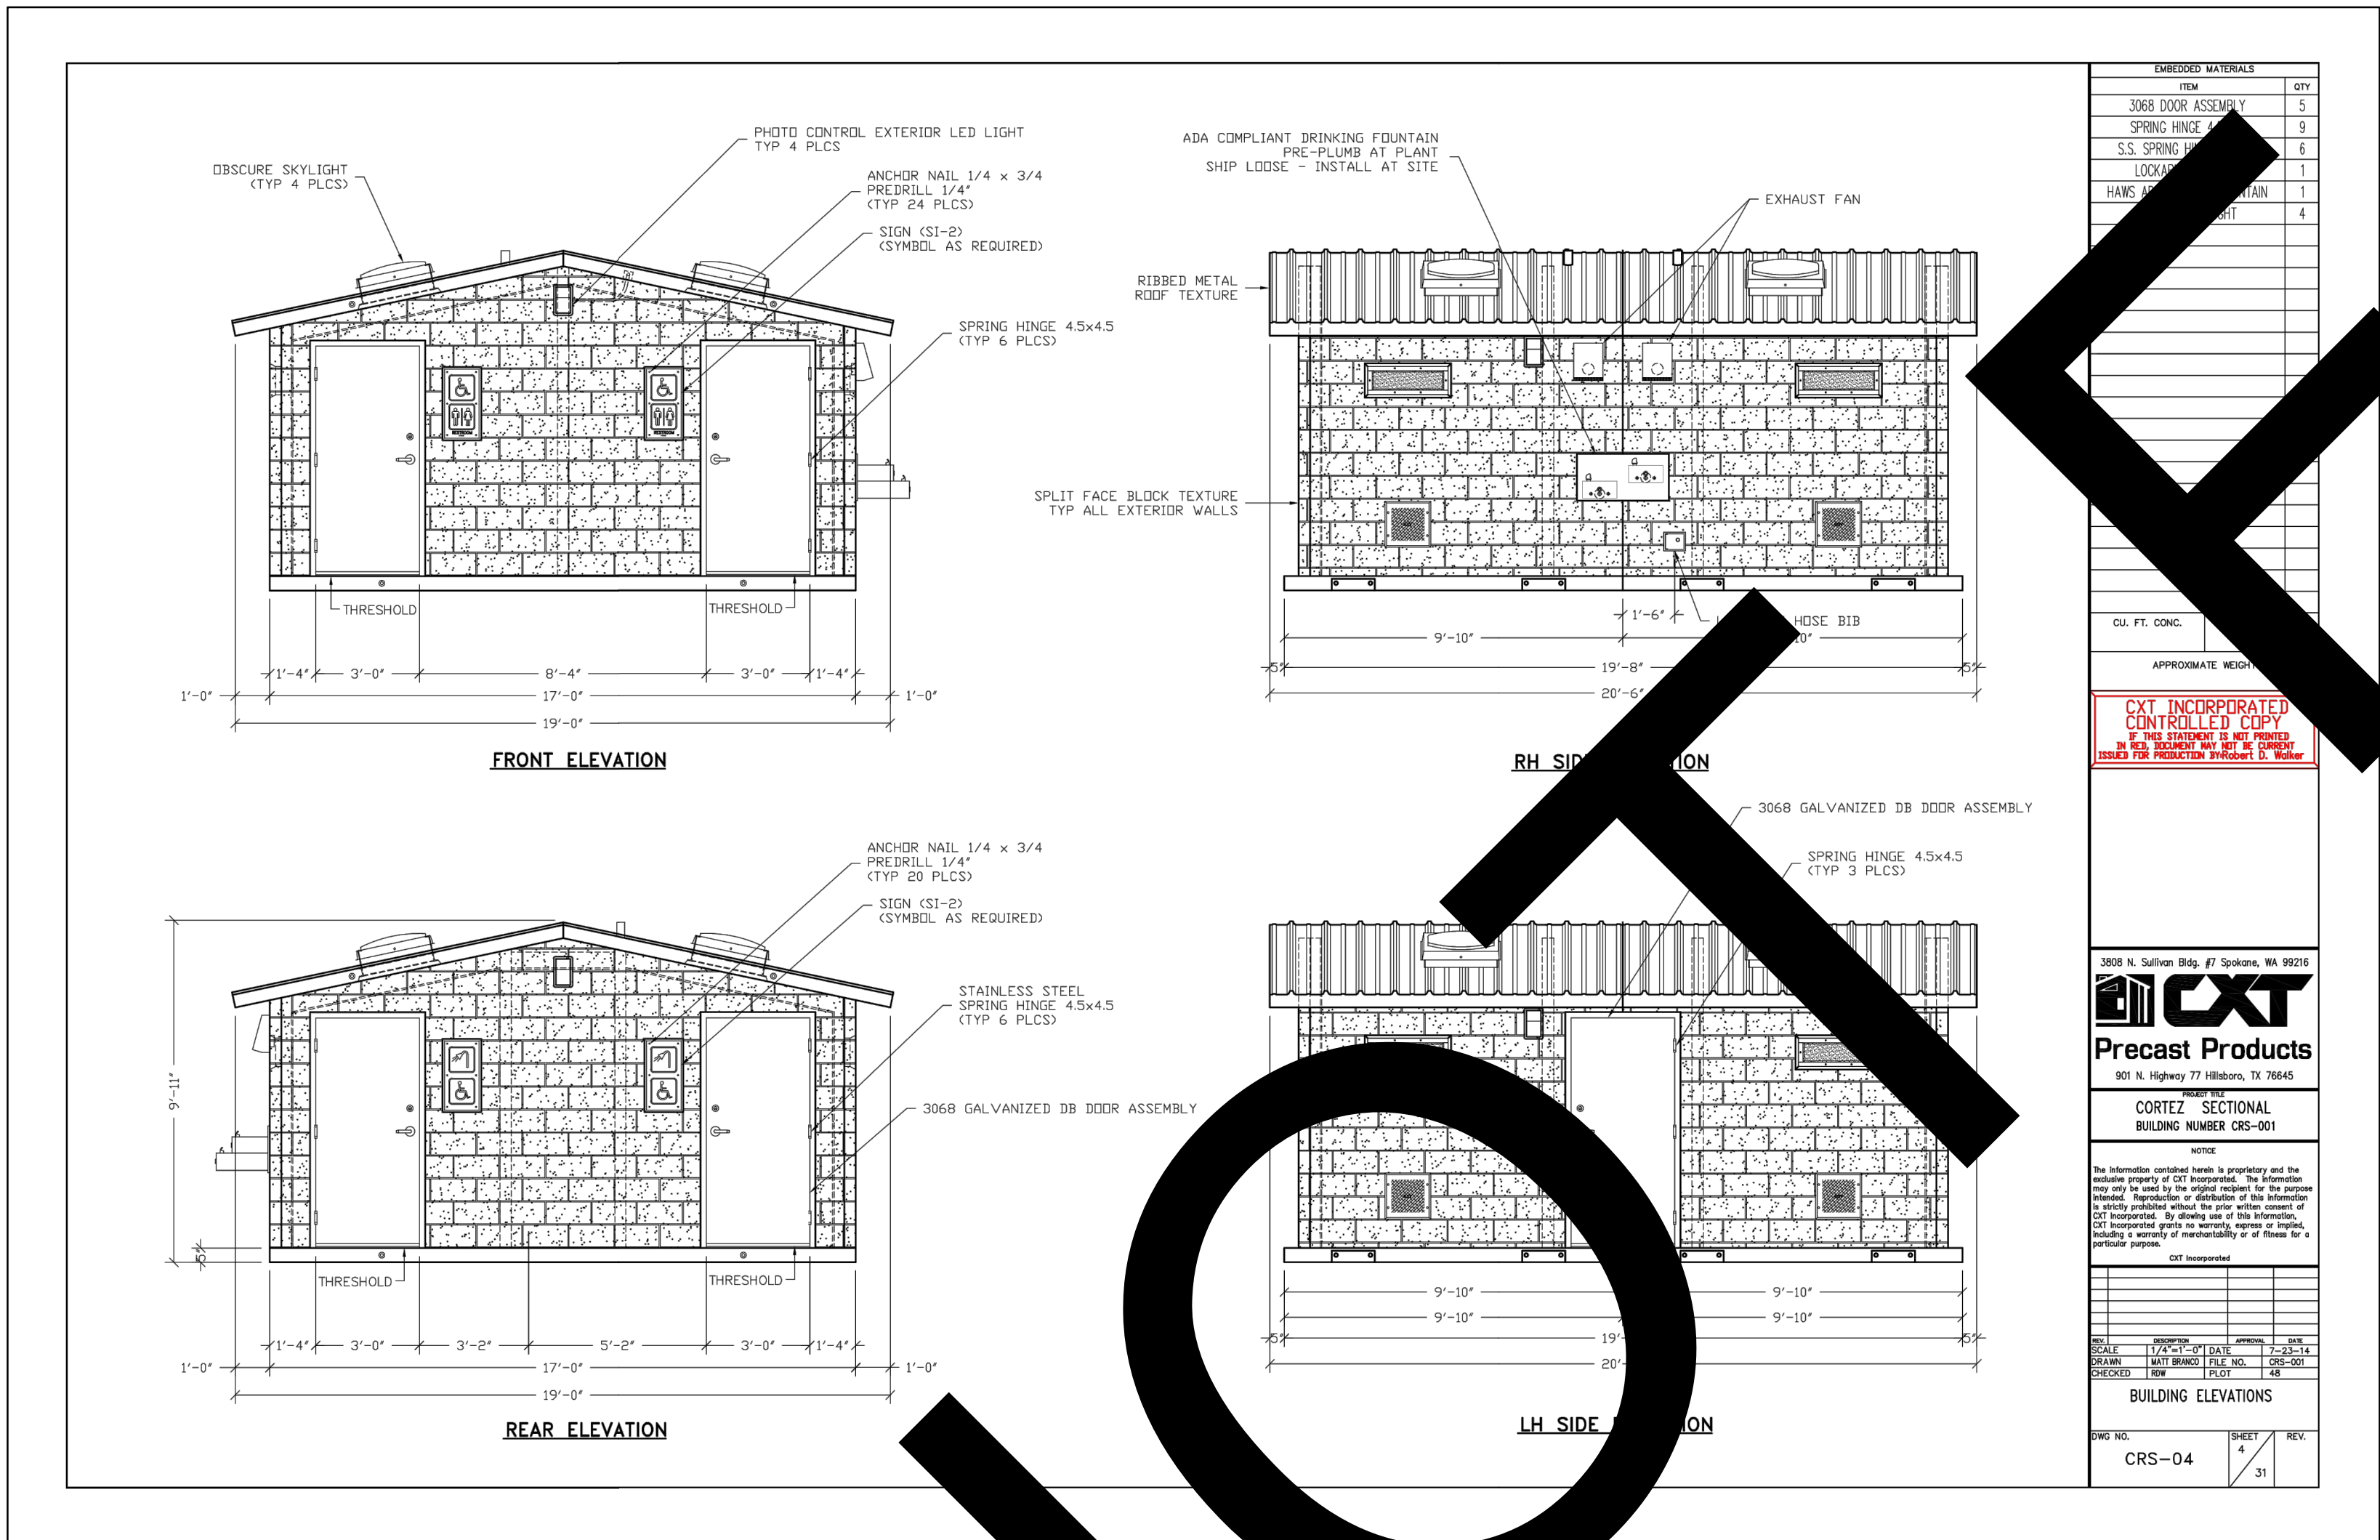 OBSCURE SKYLIGHT
(TYP 4 PLCS)
PHOTO CONTROL EXTERIOR LED LIGHT
TYP 4 PLCS
ANCHOR NAIL 1/4 x 3/4
PREDRILL 1/4"
(TYP 24 PLCS)
SIGN (SI-2)
(SYMBOL AS REQUIRED)
SPRING HINGE 4.5x4.5
(TYP 6 PLCS)
RESTROOM
RESTROOM
THRESHOLD
THRESHOLD
1'-4"
3'-0"
8'-4"
3'-0"
1'-4"
1'-0"
17'-0"
1'-0"
19'-0"
FRONT ELEVATION
ADA COMPLIANT DRINKING FOUNTAIN
PRE-PLUMB AT PLANT
SHIP LOOSE - INSTALL AT SITE
EXHAUST FAN
RIBBED METAL
ROOF TEXTURE
SPLIT FACE BLOCK TEXTURE
TYP ALL EXTERIOR WALLS
1'-6"
HOSE BIB
9'-10"
5"
19'-8"
5"
20'-6"
RH
ANCHOR NAIL 1/4 x 3/4
PREDRILL 1/4"
(TYP 20 PLCS)
SIGN (SI-2)
(SYMBOL AS REQUIRED)
STAINLESS STEEL
SPRING HINGE 4.5x4.5
(TYP 6 PLCS)
3068 GALVANIZED DB DOOR ASSEMBLY
9'-11"
5"
THRESHOLD
THRESHOLD
1'-4"
3'-0"
3'-2"
5'-2"
3'-0"
1'-4"
1'-0"
17'-0"
1'-0"
19'-0"
REAR ELEVATION
3068 GALVANIZED DB DOOR ASSEMBLY
SPRING HINGE 4.5x4.5
(TYP 3 PLCS)
9'-10"
9'-10"
9'-10"
9'-10"
5"
5"
LH SIDE
EMBEDDED MATERIALS
ITEM QTY
3068 DOOR ASSEMBLY 5
SPRING HINGE 9
S.S. SPRING 6
1
HAWS 1
4
CU. FT. CONC.
APPROXIMATE
CXT INCORPORATED
CONTROLLED COPY
IF THIS STATEMENT IS NOT PRINTED
IN RED, DOCUMENT MAY NOT BE CURRENT
ISSUED FOR PRODUCTION BY:Robert D. Walker
3808 N. Sullivan Bldg. #7 Spokane, WA 99216
CXT
Precast Products
901 N. Highway 77 Hillsboro, TX 76645
PROJECT TITLE
CORTEZ SECTIONAL
BUILDING NUMBER CRS-001
NOTICE
The information contained herein is proprietary and the
exclusive property of CXT Incorporated. The information
may only be used by the original recipient for the purpose
intended. Reproduction or distribution of this information
is strictly prohibited without the prior written consent of
CXT Incorporated. By allowing use of this information,
CXT Incorporated grants no warranty, express or implied,
including a warranty of merchantability or of fitness for a
particular purpose.
CXT Incorporated
REV. DESCRIPTION APPROVAL DATE
SCALE 1/4"=1'-0" DATE 7-23-14
DRAWN MATT BRANCO FILE NO. CRS-001
CHECKED RDW PLOT 48
BUILDING ELEVATIONS
DWG NO. SHEET REV.
CRS-04 4/31